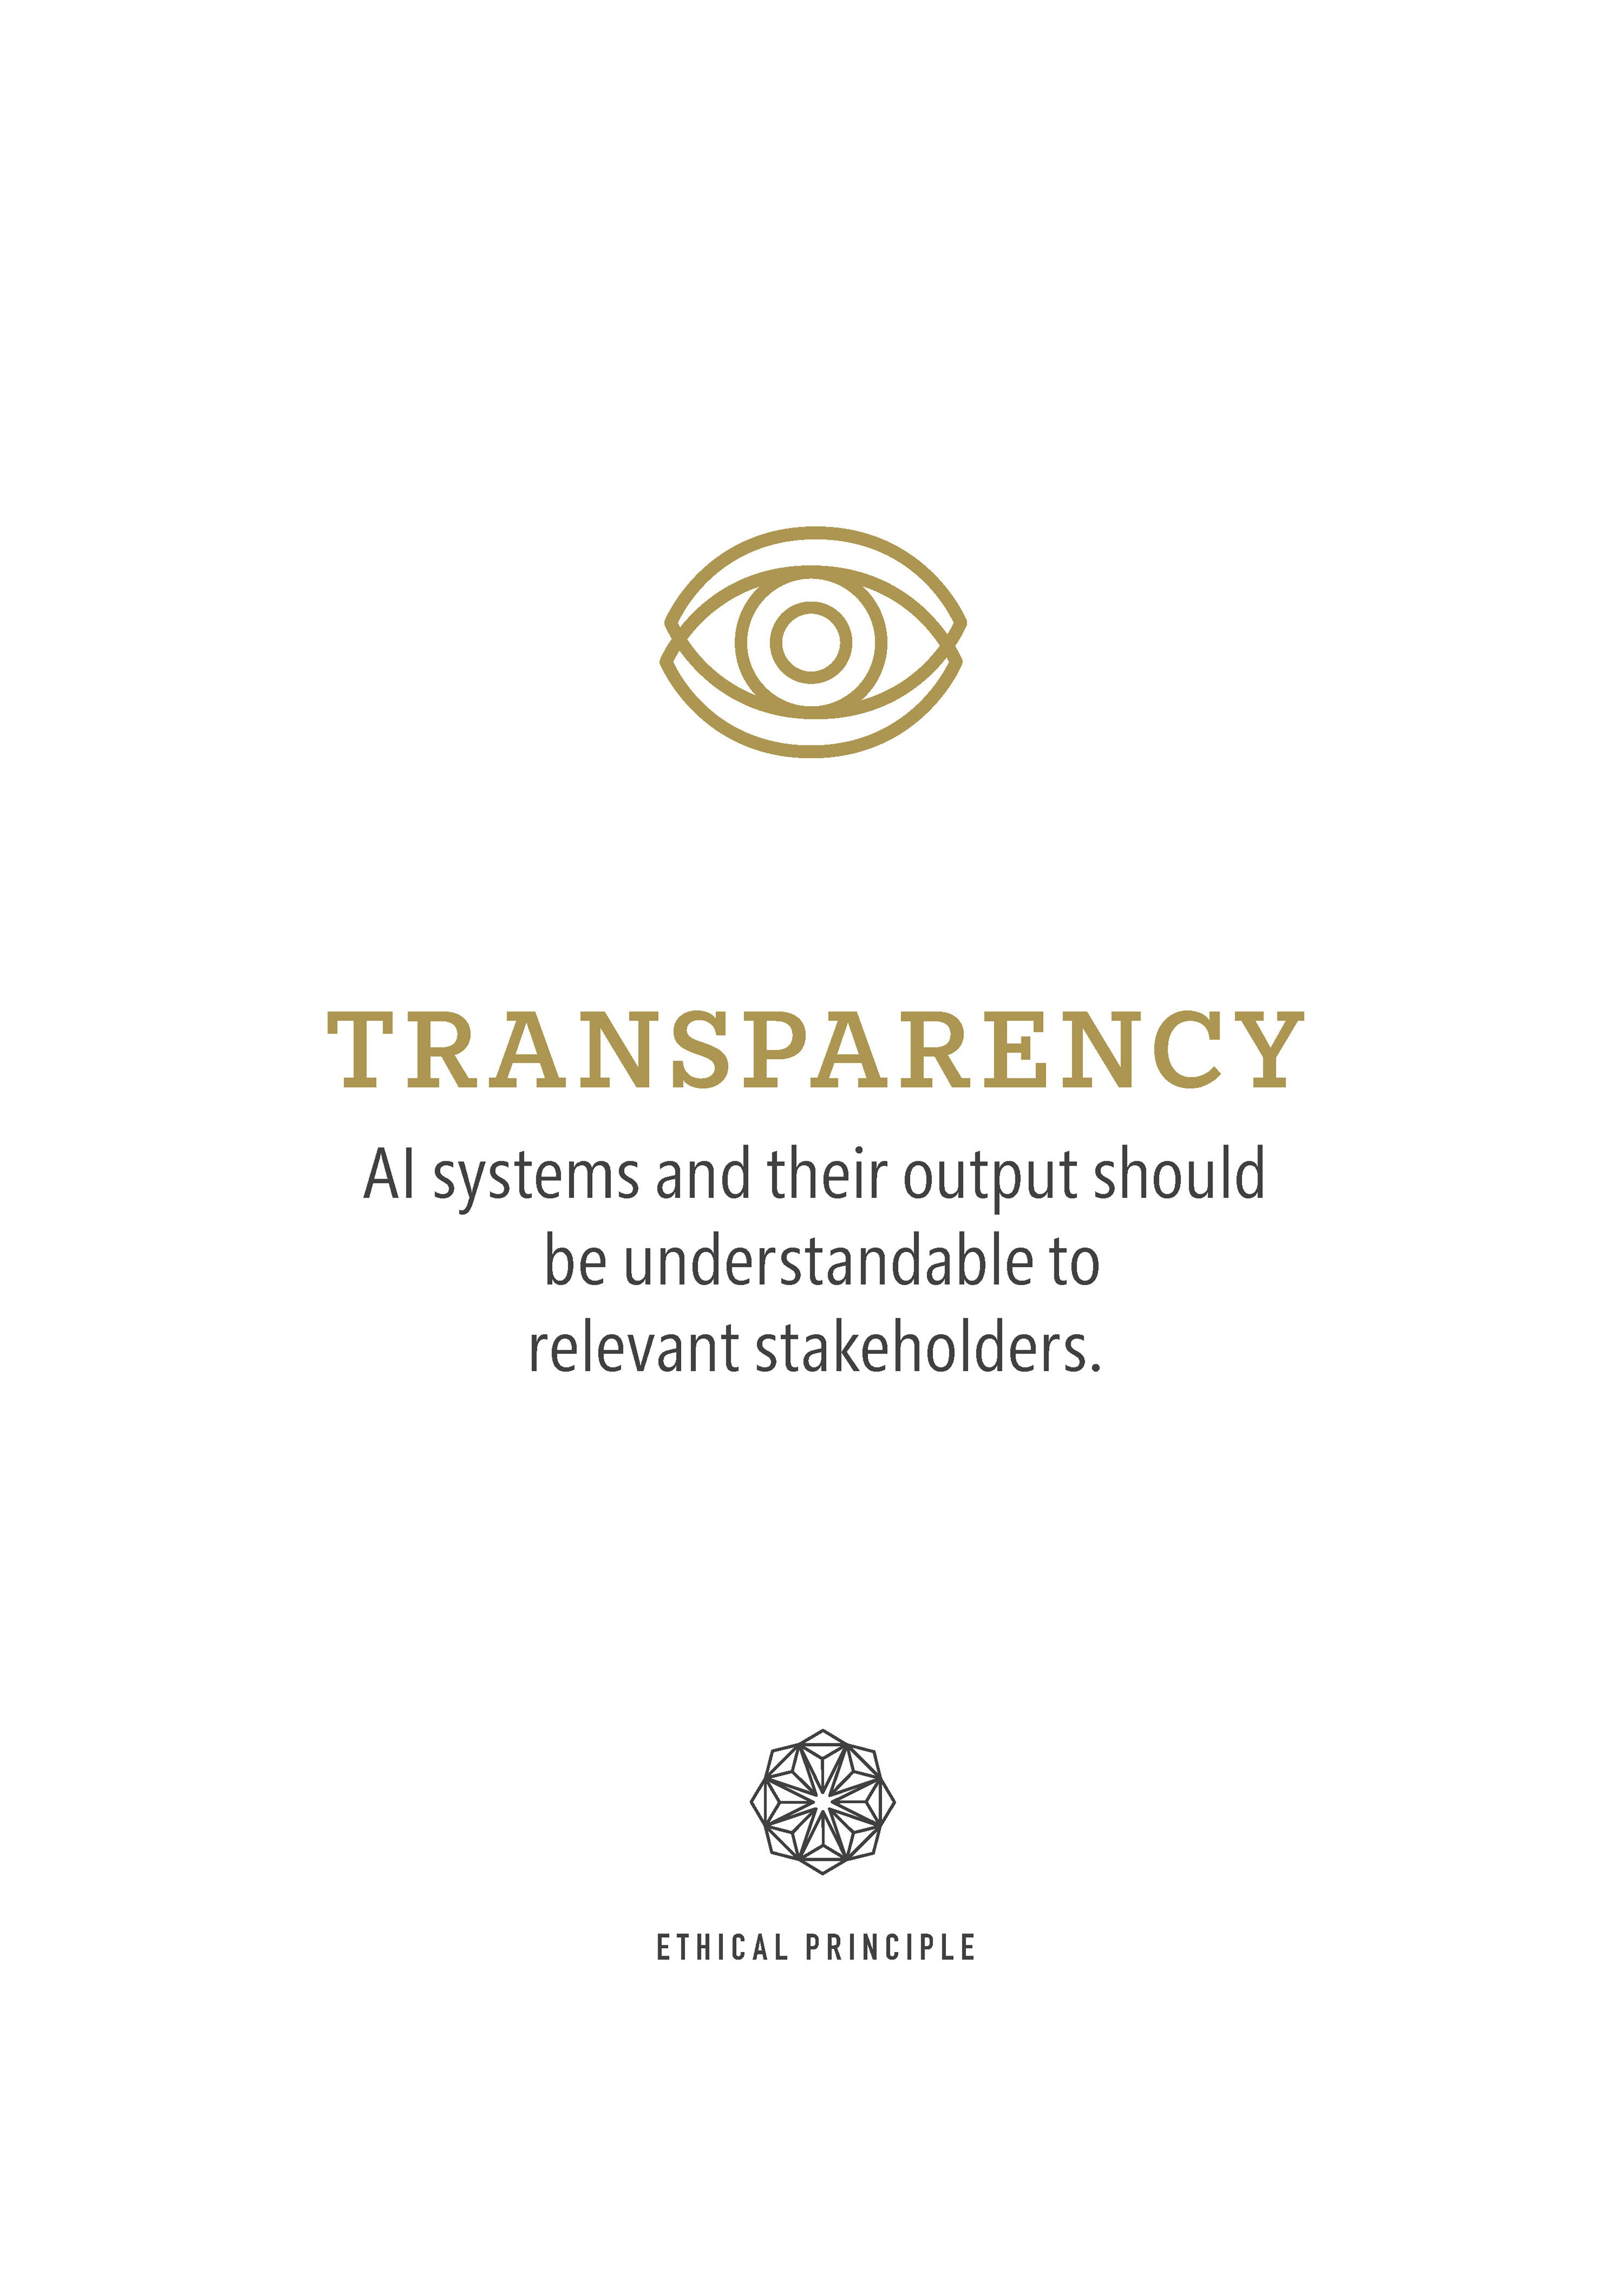 TRANSPARENCY
AI systems and their output should
be understandable to
relevant stakeholders.
ETHICAL PRINCIPLE